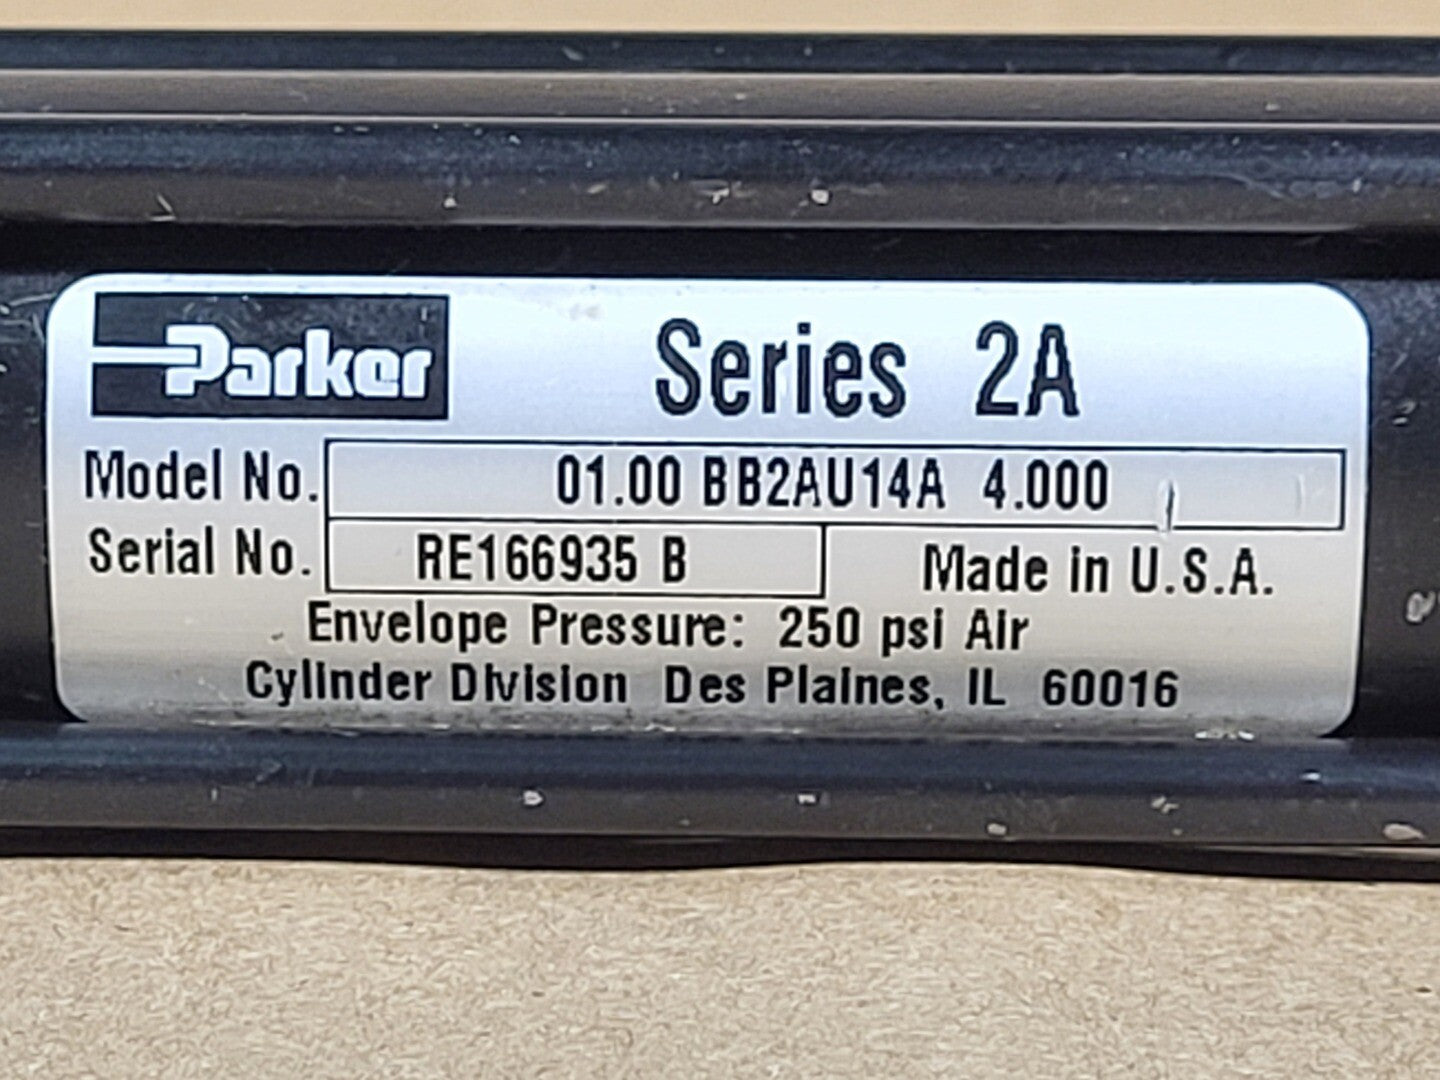 Parker Series 2A
Model No. 01.00 BB2AU14A 4.000
Serial No. RE166935 B Made in U.S.A.
Envelope Pressure: 250 psi Air
Cylinder Division Des Plaines, IL 60016